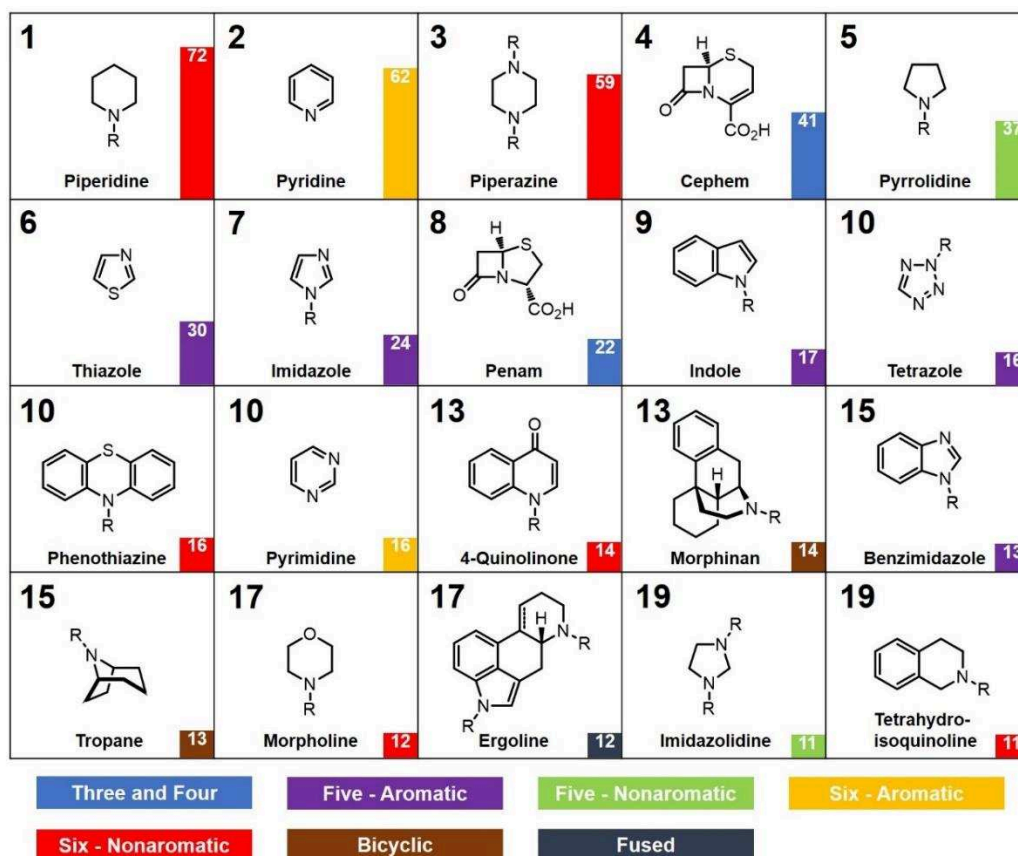 1
72
N
R
Piperidine
2
62
N
Pyridine
3
59
R
N
N
R
Piperazine
4
41
H
S
N
O
CO2H
Cephem
5
37
N
R
Pyrrolidine
6
30
N
S
Thiazole
7
24
N
N
R
Imidazole
8
22
H
S
N
O
CO2H
Penam
9
17
N
R
Indole
10
16
R
N N
N
N
Tetrazole
10
16
S
N
R
Phenothiazine
10
16
N
N
Pyrimidine
13
14
O
N
R
4-Quinolinone
13
14
H
N
R
Morphinan
15
13
N
N
R
Benzimidazole
15
13
R
N
Tropane
17
12
O
N
R
Morpholine
17
12
H
N
R
N
R
Ergoline
19
11
R
N
N
R
Imidazolidine
19
11
N
R
Tetrahydro-
isoquinoline
Three and Four
Five - Aromatic
Five - Nonaromatic
Six - Aromatic
Six - Nonaromatic
Bicyclic
Fused